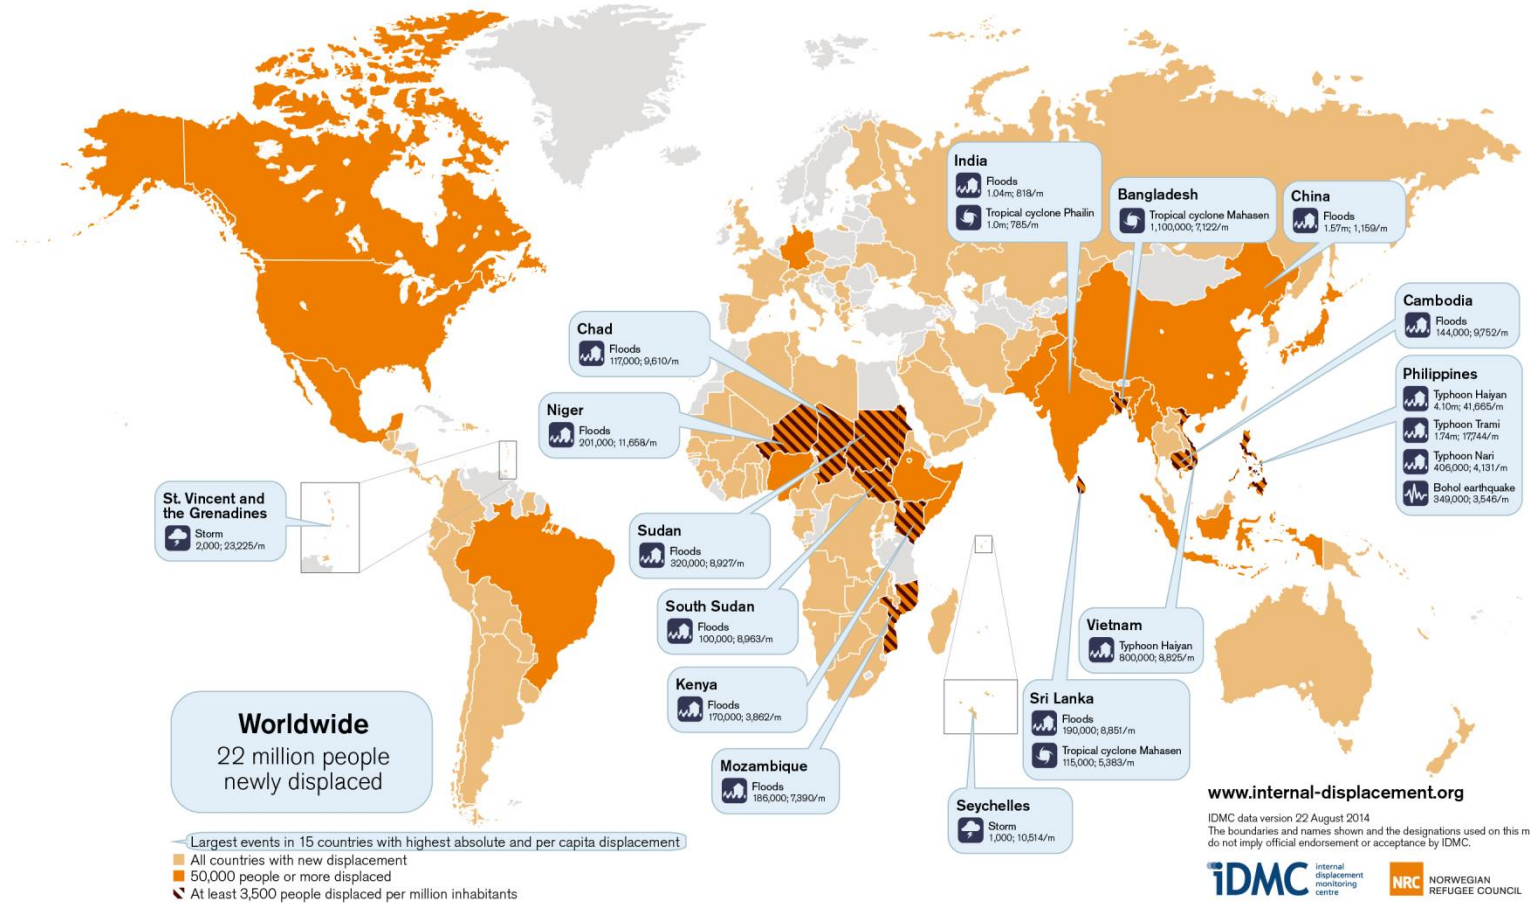 India
Floods
1.04m; 818/m
Tropical cyclone Phailin
1.0m; 785/m
Bangladesh
Tropical cyclone Mahasen
1,100,000; 7,122/m
China
Floods
1.57m; 1,159/m
Cambodia
Floods
144,000; 9,752/m
Chad
Floods
117,000; 9,610/m
Philippines
Typhoon Haiyan
4.10m; 41,665/m
Typhoon Trami
1.74m; 17,744/m
Typhoon Nari
406,000; 4,131/m
Bohol earthquake
349,000; 3,546/m
Niger
Floods
201,000; 11,658/m
St. Vincent and
the Grenadines
Storm
2,000; 23,225/m
Sudan
Floods
320,000; 8,927/m
South Sudan
Floods
100,000; 8,963/m
Vietnam
Typhoon Haiyan
800,000; 8,825/m
Kenya
Floods
170,000; 3,862/m
Sri Lanka
Floods
190,000; 8,851/m
Tropical cyclone Mahasen
115,000; 5,383/m
Mozambique
Floods
186,000; 7,390/m
Seychelles
Storm
1,000; 10,514/m
Worldwide
22 million people
newly displaced
Largest events in 15 countries with highest absolute and per capita displacement
All countries with new displacement
50,000 people or more displaced
At least 3,500 people displaced per million inhabitants
www.internal-displacement.org
IDMC data version 22 August 2014
The boundaries and names shown and the designations used on this m
do not imply official endorsement or acceptance by IDMC.
iDMC
internal
displacement
monitoring
centre
NRC
NORWEGIAN
REFUGEE COUNCIL